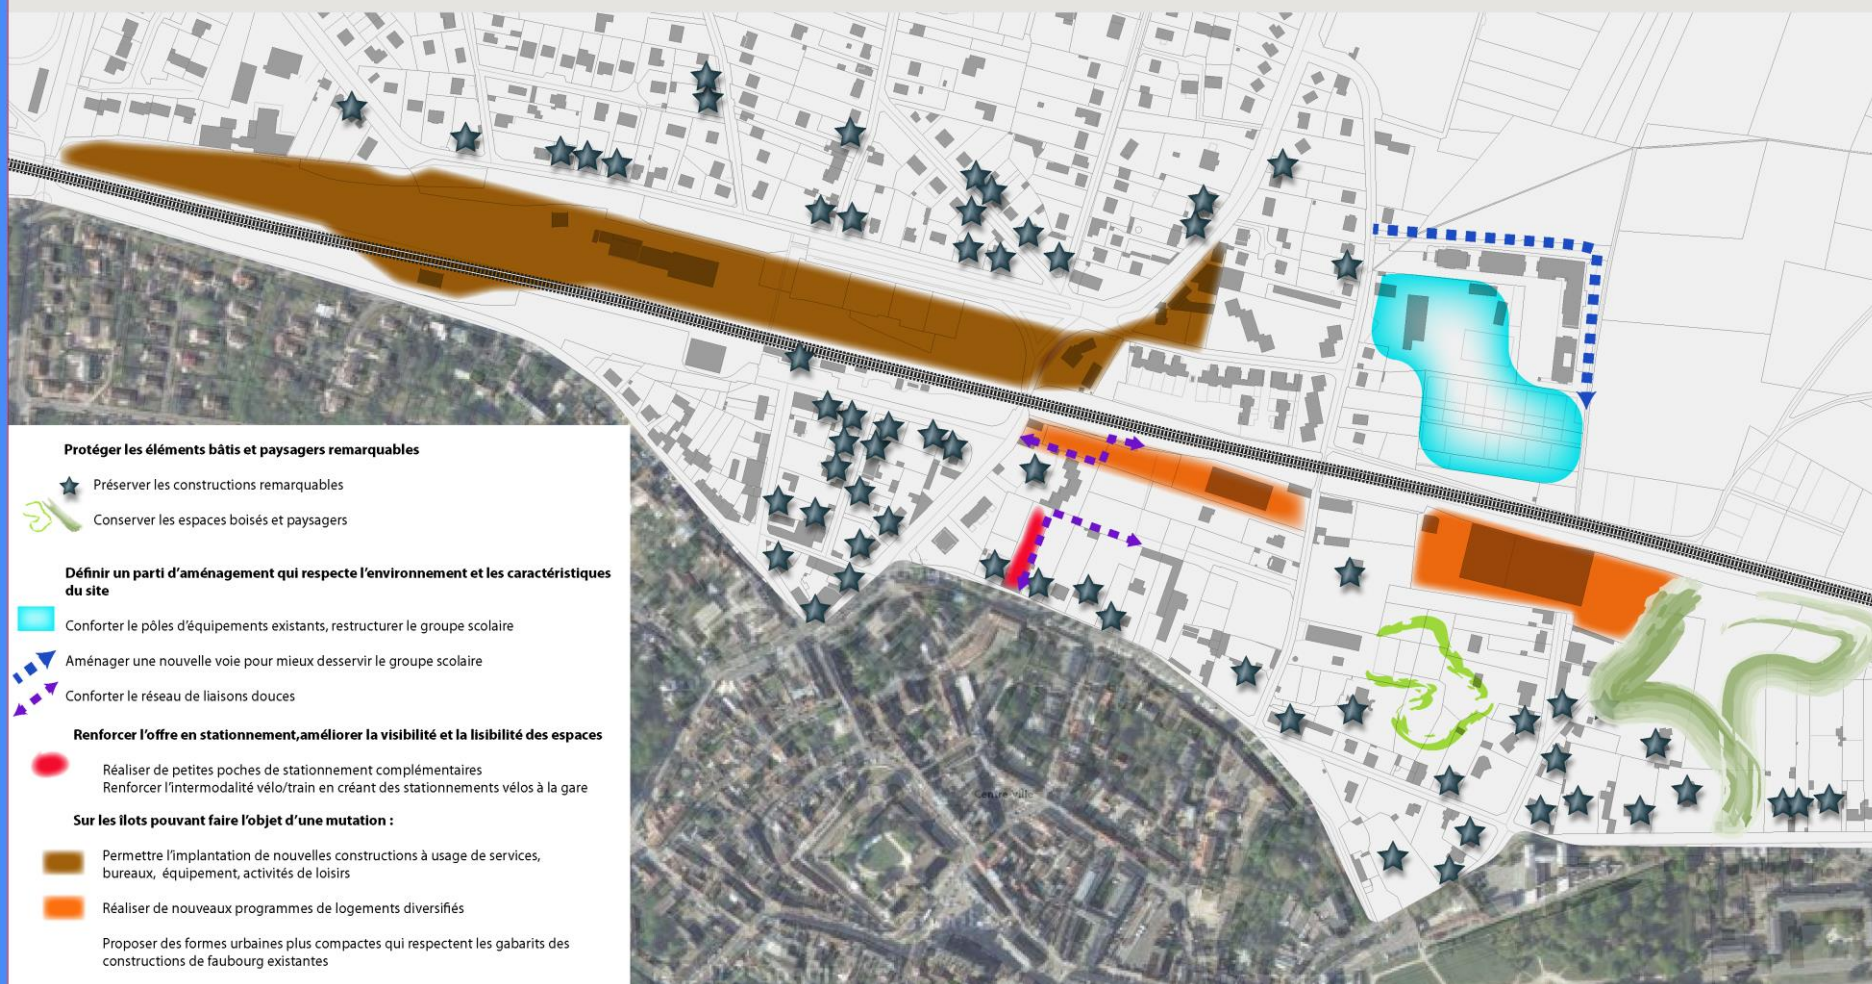 Protéger les éléments bâtis et paysagers remarquables
Préserver les constructions remarquables
Conserver les espaces boisés et paysagers
Définir un parti d'aménagement qui respecte l'environnement et les caractéristiques
du site
Conforter le pôles d'équipements existants, restructurer le groupe scolaire
Aménager une nouvelle voie pour mieux desservir le groupe scolaire
Conforter le réseau de liaisons douces
Renforcer l'offre en stationnement,améliorer la visibilité et la lisibilité des espaces
Réaliser de petites poches de stationnement complémentaires
Renforcer l'intermodalité vélo/train en créant des stationnements vélos à la gare
Sur les îlots pouvant faire l'objet d'une mutation :
Permettre l'implantation de nouvelles constructions à usage de services,
bureaux, équipement, activités de loisirs
Réaliser de nouveaux programmes de logements diversifiés
Proposer des formes urbaines plus compactes qui respectent les gabarits des
constructions de faubourg existantes
Centre ville